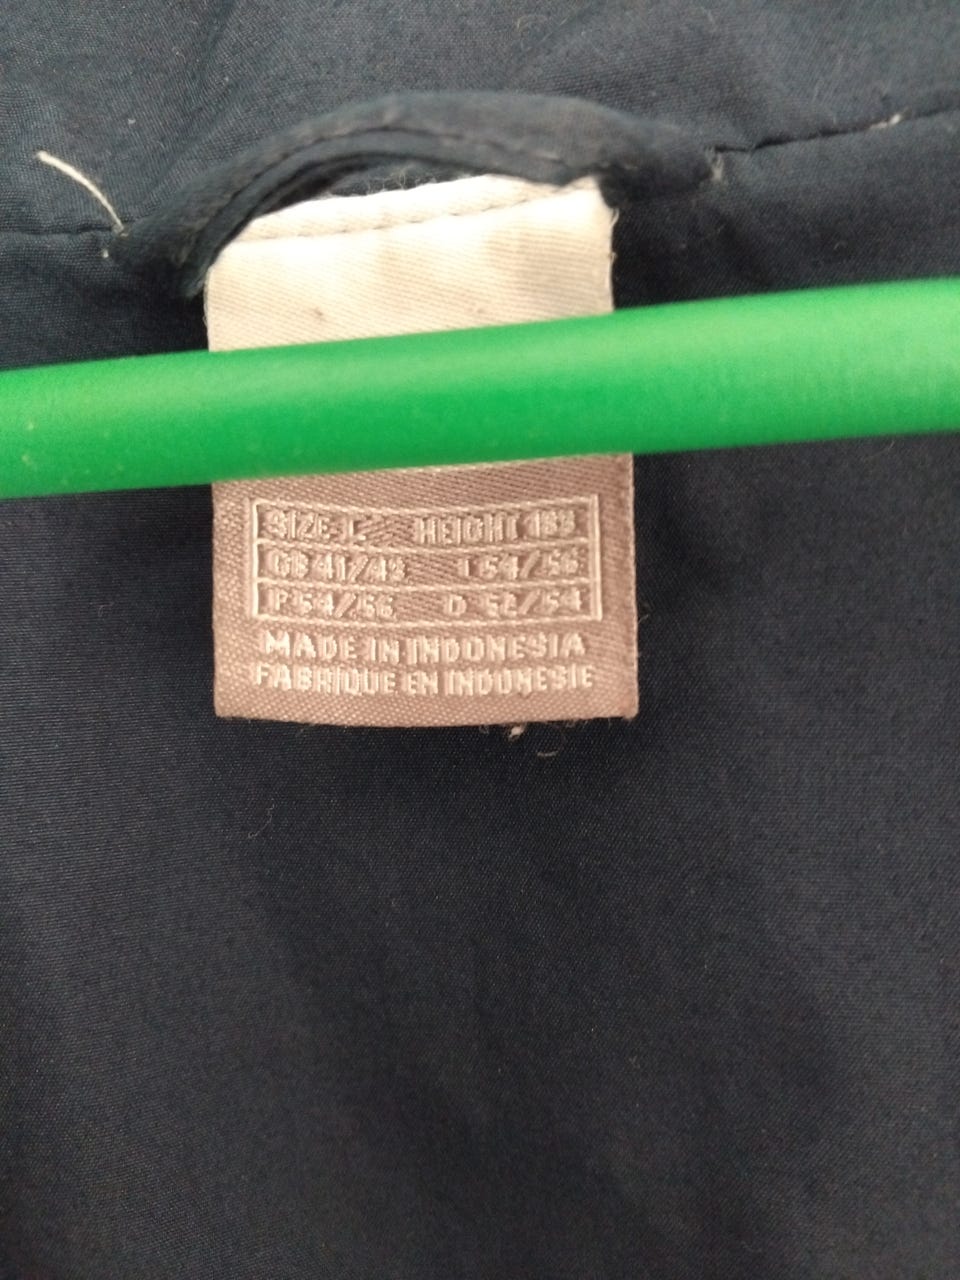 SIZE L HEIGHT 183
GB 41/43 I 54/56
F 54/56 D 52/54
MADE IN INDONESIA
FABRIQUE EN INDONESIE